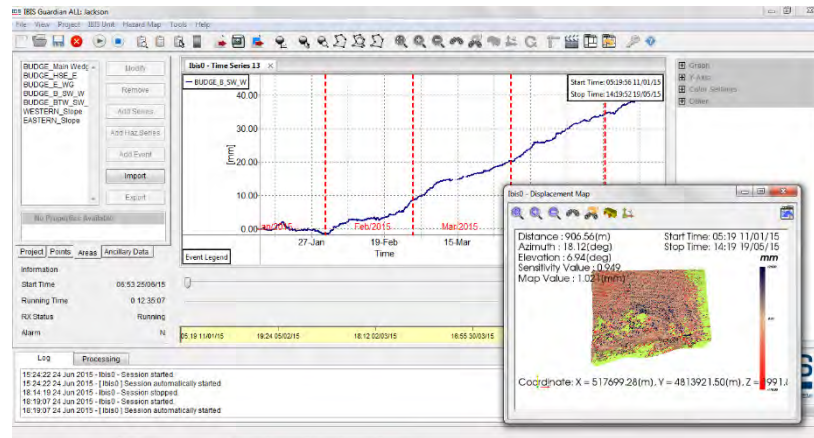 IBIS Guardian ALL: Jackson
File View Project IBIS Unit Hazard Map Tools Help
BUDGE_Main Wedg
BUDGE_HSE_E
BUDGE_E_WG
BUDGE_B_SW_W
BUDGE_BTW_SW_
WESTERN_Slope
EASTERN_Slope
Modify
Remove
Add Series
Add Haz.Series
Add Event
Import
Export
No Properties Available
Project Points Areas Ancillary Data
Information
Start Time 06:53 25/06/15
Running Time 0 12:35:07
RX Status Running
Alarm N
Ibis0 - Time Series 13
BUDGE_B_SW_W
Start Time: 05:19:56 11/01/15
Stop Time: 14:19:52 19/05/15
40.00
30.00
[mm]
20.00
10.00
0.00
Feb/2015 Mar/2015
27-Jan 19-Feb 15-Mar
Time
Event Legend
05:19 11/01/15 19:24 05/02/15 18:12 02/03/15 18:55 30/03/15
Graph
Y-Axis
Color Settings
Other
Ibis0 - Displacement Map
Distance : 906.56(m)
Azimuth : 18.12(deg)
Elevation : 6.94(deg)
Sensitivity Value : 0.949
Map Value : 1.021(mm)
Start Time: 05:19 11/01/15
Stop Time: 14:19 19/05/15
mm
Coordinate: X = 517699.28(m), Y = 4813921.50(m), Z =
Log Processing
15:24:22 24 Jun 2015 - Ibis0 - Session started.
15:24:22 24 Jun 2015 - [Ibis0 ] Session automatically started
18:14:19 24 Jun 2015 - Ibis0 - Session stopped.
18:19:07 24 Jun 2015 - Ibis0 - Session started.
18:19:07 24 Jun 2015 - [Ibis0 ] Session automatically started